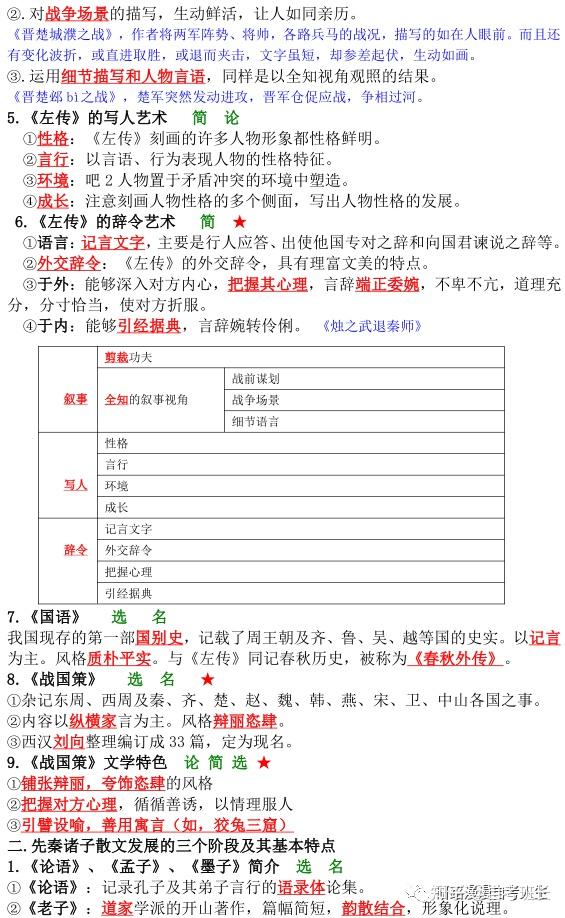 ②.对战争场景的描写，生动鲜活，让人如同亲历。
《晋楚城濮之战》，作者将两军阵势、将帅，各路兵马的战况，描写的如在人眼前。而且还
有变化波折，或直进取胜，或退而夹击，文字虽短，却参差起伏，生动如画。
③.运用细节描写和人物言语，同样是以全知视角观照的结果。
《晋楚邲bì之战》，楚军突然发动进攻，晋军仓促应战，争相过河。
5.《左传》的写人艺术 简 论
①性格：《左传》刻画的许多人物形象都性格鲜明。
②言行：以言语、行为表现人物的性格特征。
③环境：吧2人物置于矛盾冲突的环境中塑造。
④成长：注意刻画人物性格的多个侧面，写出人物性格的发展。
6.《左传》的辞令艺术 简 ★
①语言：记言文字，主要是行人应答、出使他国专对之辞和向国君谏说之辞等。
②外交辞令：《左传》的外交辞令，具有理富文美的特点。
③于外：能够深入对方内心，把握其心理，言辞端正委婉，不卑不亢，道理充
分，分寸恰当，使对方折服。
④于内：能够引经据典，言辞婉转伶俐。《烛之武退秦师》
叙事
剪裁功夫
全知的叙事视角
战前谋划
战争场景
细节语言
写人
性格
言行
环境
成长
辞令
记言文字
外交辞令
把握心理
引经据典
7.《国语》 选 名
我国现存的第一部国别史，记载了周王朝及齐、鲁、吴、越等国的史实。以记言
为主。风格质朴平实。与《左传》同记春秋历史，被称为《春秋外传》。
8.《战国策》 选 名 ★
①杂记东周、西周及秦、齐、楚、赵、魏、韩、燕、宋、卫、中山各国之事。
②内容以纵横家言为主。风格辩丽恣肆。
③西汉刘向整理编订成33篇，定为现名。
9.《战国策》文学特色 论 简 选 ★
①铺张辩丽，夸饰恣肆的风格
②把握对方心理，循循善诱，以情理服人
③引譬设喻，善用寓言（如，狡兔三窟）
二.先秦诸子散文发展的三个阶段及其基本特点
1.《论语》、《孟子》、《墨子》简介 选 名
①《论语》：记录孔子及其弟子言行的语录体论集。
②《老子》：道家学派的开山著作，篇幅简短，韵散结合，形象化说理。